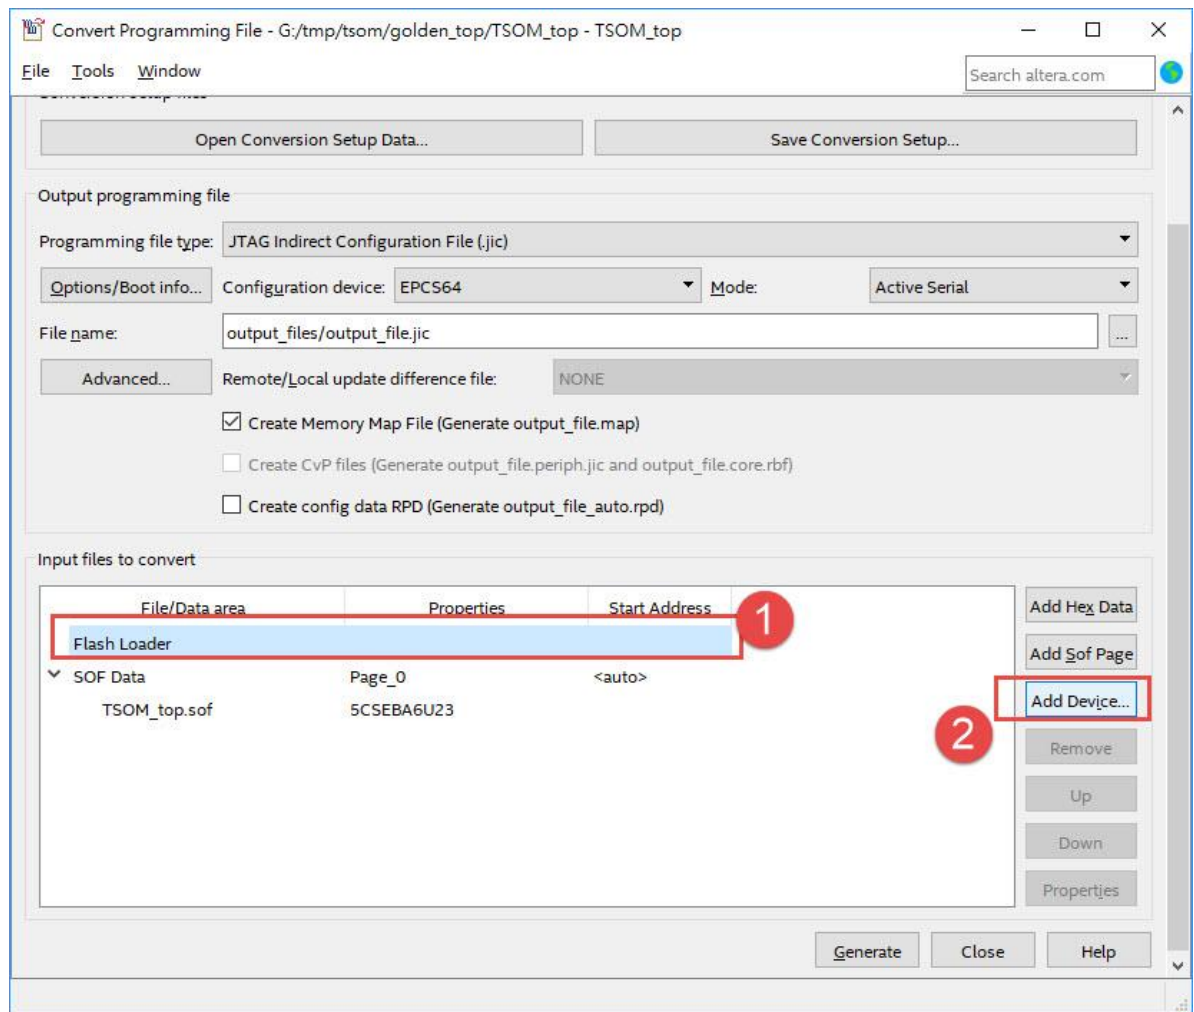 Convert Programming File - G:/tmp/tsom/golden_top/TSOM_top - TSOM_top
File Tools Window Search altera.com
Open Conversion Setup Data... Save Conversion Setup...
Output programming file
Programming file type: JTAG Indirect Configuration File (.jic)
Options/Boot info... Configuration device: EPCS64 Mode: Active Serial
File name: output_files/output_file.jic ...
Advanced... Remote/Local update difference file: NONE
Create Memory Map File (Generate output_file.map)
Create CvP files (Generate output_file.periph.jic and output_file.core.rbf)
Create config data RPD (Generate output_file_auto.rpd)
Input files to convert
File/Data area Properties Start Address 1 Add Hex Data
Flash Loader Add Sof Page
SOF Data Page_0 <auto>
TSOM_top.sof 5CSEBA6U23 Add Device...
2 Remove
Up
Down
Properties
Generate Close Help